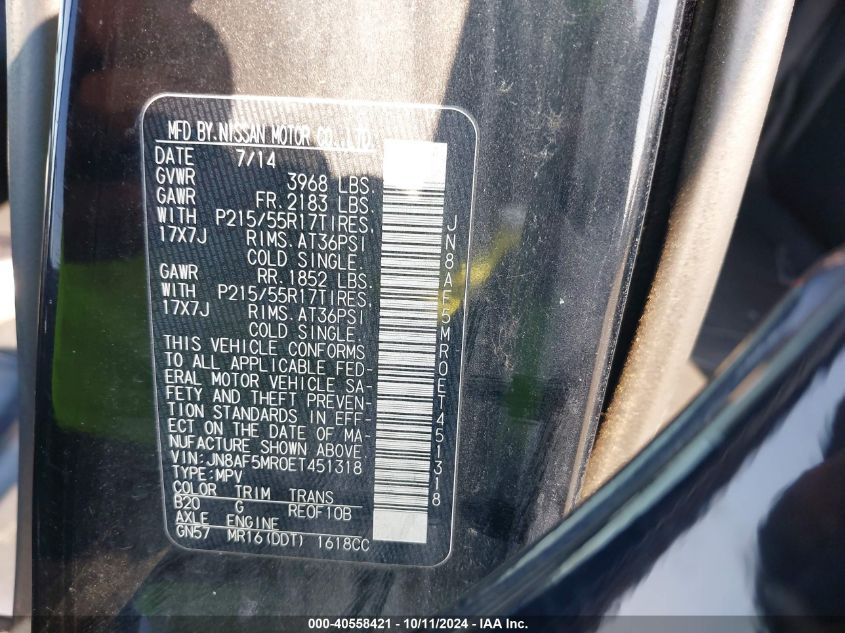 MFD BY.NISSAN MOTOR CO.,LTD.
DATE 7/14
GVWR 3968 LBS.
GAWR FR.2183 LBS.
WITH P215/55R17TIRES,
17X7J RIMS.AT36PSI
COLD SINGLE.
GAWR RR.1852 LBS.
WITH P215/55R17TIRES,
17X7J RIMS.AT36PSI
COLD SINGLE.
THIS VEHICLE CONFORMS
TO ALL APPLICABLE FED-
ERAL MOTOR VEHICLE SA-
FETY AND THEFT PREVEN-
TION STANDARDS IN EFF-
ECT ON THE DATE OF MA-
NUFACTURE SHOWN ABOVE.
VIN:JN8AF5MR0ET451318
TYPE:MPV
COLOR TRIM TRANS
B20 G RE0F10B
AXLE ENGINE
GN57 MR16(DDT) 1618CC
JN8AF5MR0ET451318
000-40558421 - 10/11/2024 - IAAI.com